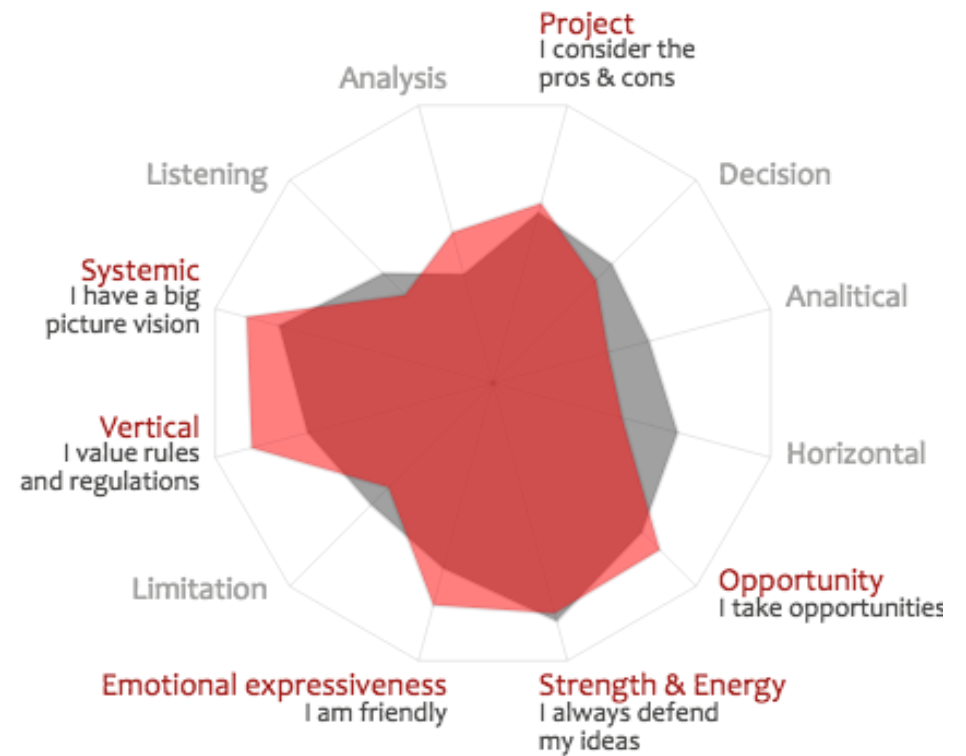 Project
I consider the
pros & cons
Analysis
Decision
Listening
Systemic
I have a big
picture vision
Analitical
Vertical
I value rules
and regulations
Horizontal
Limitation
Opportunity
I take opportunities
Emotional expressiveness
I am friendly
Strength & Energy
I always defend
my ideas